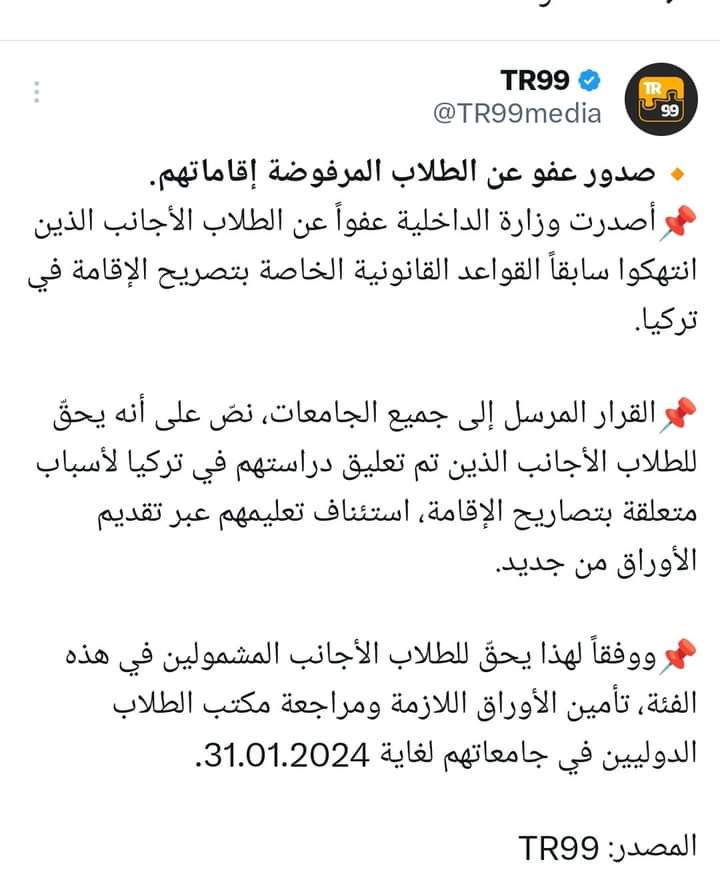 TR99
@TR99media
TR
99
🔸 صدور عفو عن الطلاب المرفوضة إقاماتهم.
📌أصدرت وزارة الداخلية عفواً عن الطلاب الأجانب الذين
انتهكوا سابقاً القواعد القانونية الخاصة بتصريح الإقامة في
تركيا.
📌القرار المرسل إلى جميع الجامعات، نصّ على أنه يحقّ
للطلاب الأجانب الذين تم تعليق دراستهم في تركيا لأسباب
متعلقة بتصاريح الإقامة، استئناف تعليمهم عبر تقديم
الأوراق من جديد.
📌ووفقاً لهذا يحقّ للطلاب الأجانب المشمولين في هذه
الفئة، تأمين الأوراق اللازمة ومراجعة مكتب الطلاب
الدوليين في جامعاتهم لغاية 31.01.2024.
المصدر: TR99